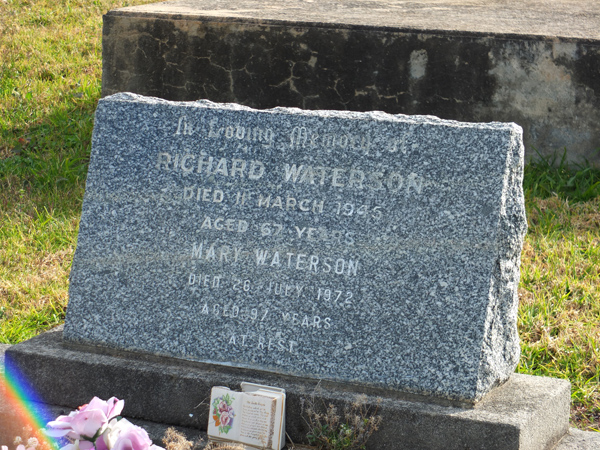 In Loving Memory of
RICHARD WATERSON
DIED 11 MARCH 1945
AGED 67 YEARS
MARY WATERSON
DIED 26 JULY 1972
AGED 97 YEARS
AT REST